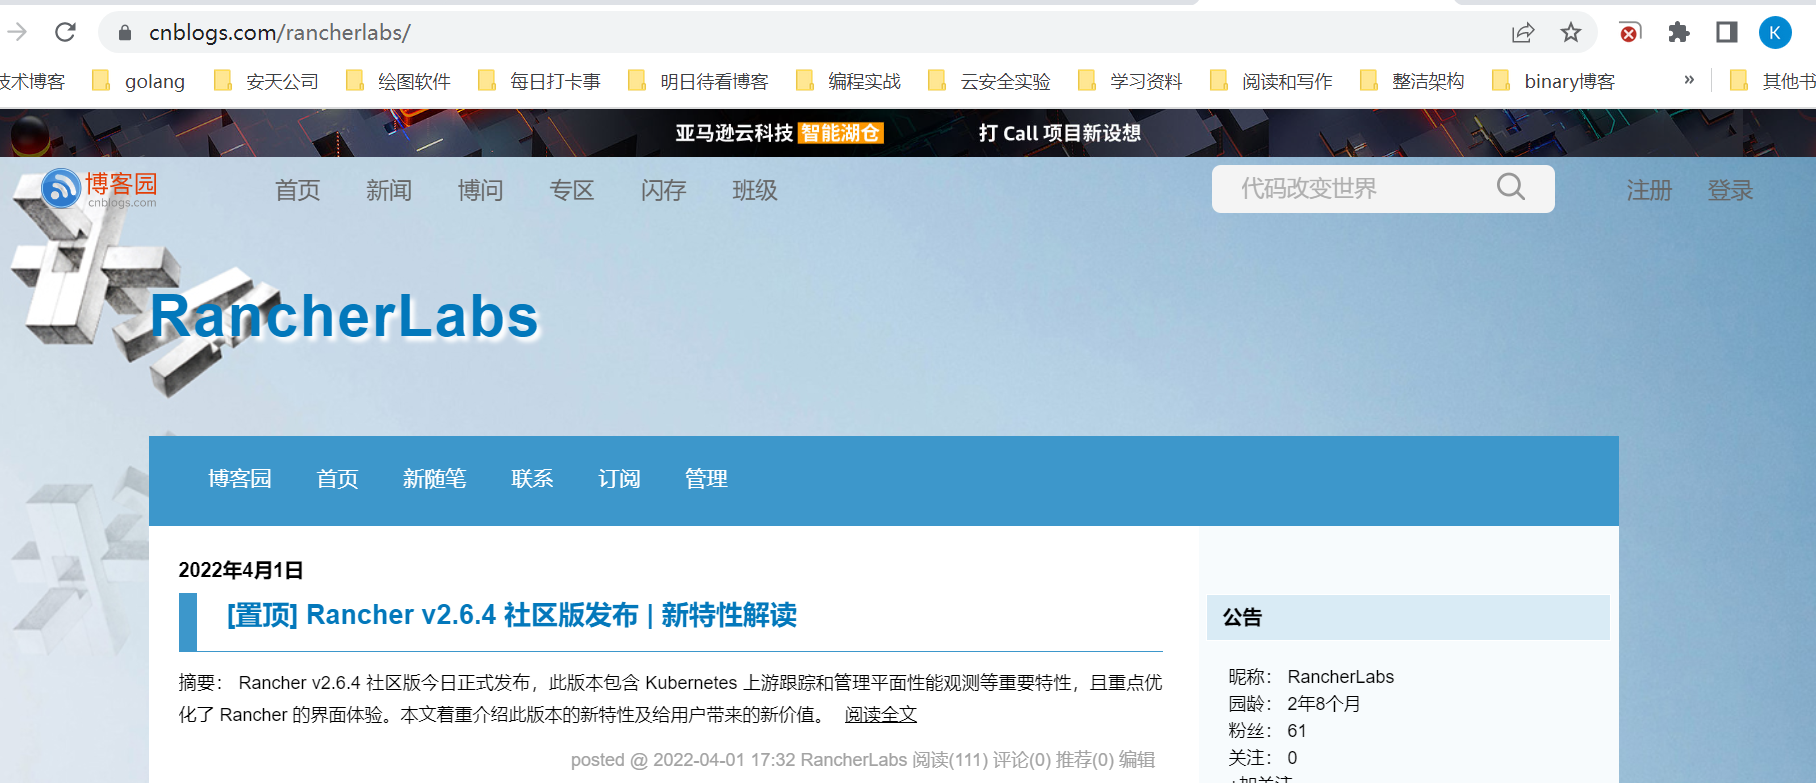 cnblogs.com/rancherlabs/
K
技术博客 golang 安天公司 绘图软件 每日打卡事 明日待看博客 编程实战 云安全实验 学习资料 阅读和写作 整洁架构 binary博客 » 其他书
亚马逊云科技 智能湖仓 打 Call 项目新设想
博客园 首页 新闻 博问 专区 闪存 班级 代码改变世界 注册 登录
cnblogs.com
RancherLabs
博客园 首页 新随笔 联系 订阅 管理
2022年4月1日
[置顶] Rancher v2.6.4 社区版发布 | 新特性解读
摘要： Rancher v2.6.4 社区版今日正式发布，此版本包含 Kubernetes 上游跟踪和管理平面性能观测等重要特性，且重点优
化了 Rancher 的界面体验。本文着重介绍此版本的新特性及给用户带来的新价值。 阅读全文
posted @ 2022-04-01 17:32 RancherLabs 阅读(111) 评论(0) 推荐(0) 编辑
公告
昵称： RancherLabs
园龄： 2年8个月
粉丝： 61
关注： 0
+加关注